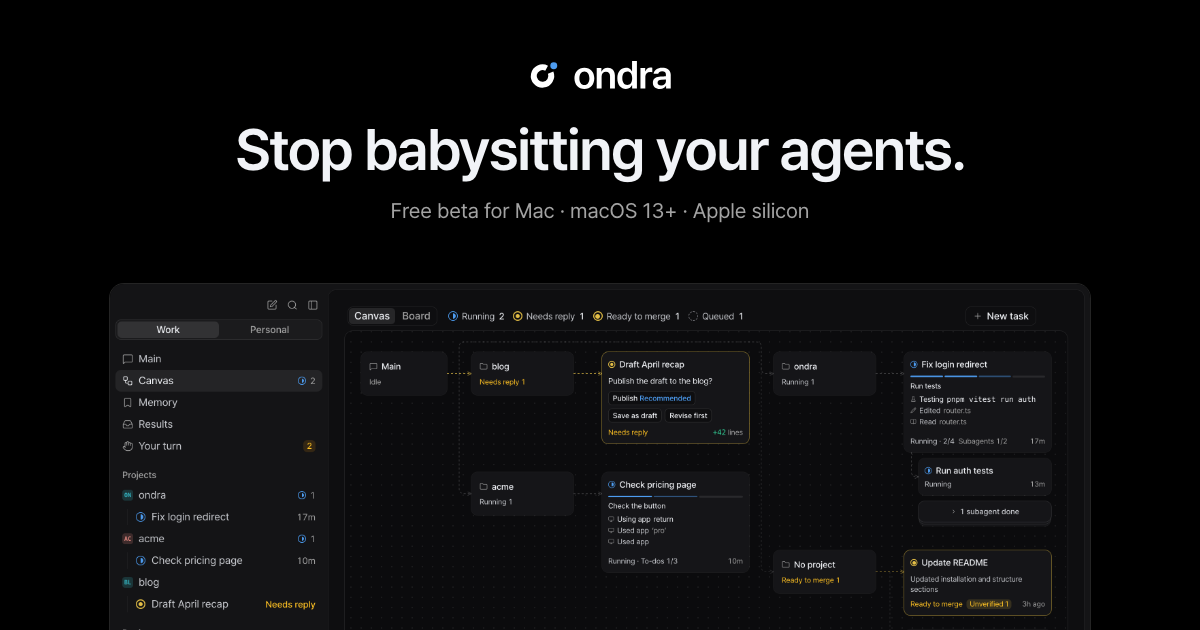 ondra
Stop babysitting your agents.
Free beta for Mac · macOS 13+ · Apple silicon
Work
Personal
Main
Canvas 2
Memory
Results
Your turn 2
Projects
ON ondra 1
Fix login redirect 17m
AC acme 1
Check pricing page 10m
BL blog
Draft April recap Needs reply
Canvas Board Running 2 Needs reply 1 Ready to merge 1 Queued 1 + New task
Main
Idle
blog
Needs reply 1
Draft April recap
Publish the draft to the blog?
Publish Recommended
Save as draft Revise first
Needs reply +42 lines
acme
Running 1
Check pricing page
Check the button
Using app return
Used app 'pro'
Used app
Running · To-dos 1/3 10m
ondra
Running 1
Fix login redirect
Run tests
Testing pnpm vitest run auth
Edited router.ts
Read router.ts
Running · 2/4 Subagents 1/2 17m
Run auth tests
Running 13m
1 subagent done
No project
Ready to merge 1
Update README
Updated installation and structure
sections
Ready to merge Unverified 1 3h ago